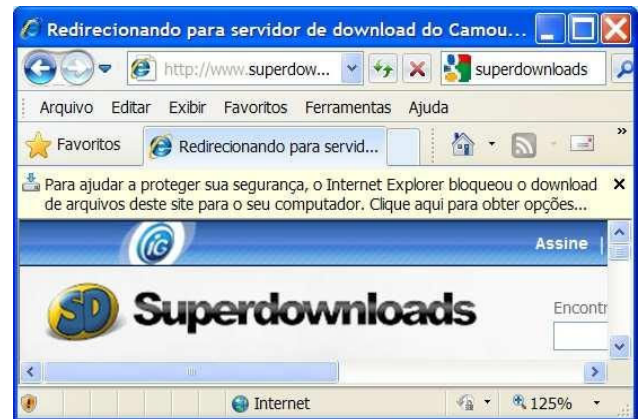 Redirecionando para servidor de download do Camou...
http://www.superdow... superdownloads
Arquivo Editar Exibir Favoritos Ferramentas Ajuda
Favoritos Redirecionando para servid... »
Para ajudar a proteger sua segurança, o Internet Explorer bloqueou o download
de arquivos deste site para o seu computador. Clique aqui para obter opções...
iG Assine |
SD Superdownloads Encontr
Internet 125%